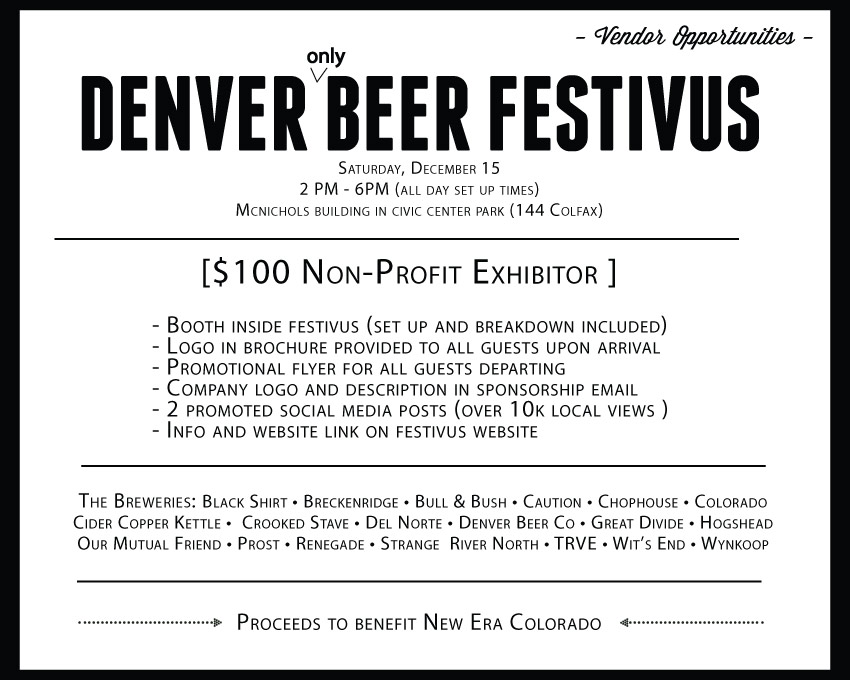 – Vendor Opportunities –
only
DENVER BEER FESTIVUS
Saturday, December 15
2 PM - 6PM (all day set up times)
Mcnichols building in civic center park (144 Colfax)
[$100 Non-Profit Exhibitor ]
- Booth inside festivus (set up and breakdown included)
- Logo in brochure provided to all guests upon arrival
- Promotional flyer for all guests departing
- Company logo and description in sponsorship email
- 2 promoted social media posts (over 10k local views )
- Info and website link on festivus website
The Breweries: Black Shirt • Breckenridge • Bull & Bush • Caution • Chophouse • Colorado
Cider Copper Kettle • Crooked Stave • Del Norte • Denver Beer Co • Great Divide • Hogshead
Our Mutual Friend • Prost • Renegade • Strange River North • TRVE • Wit's End • Wynkoop
Proceeds to benefit New Era Colorado